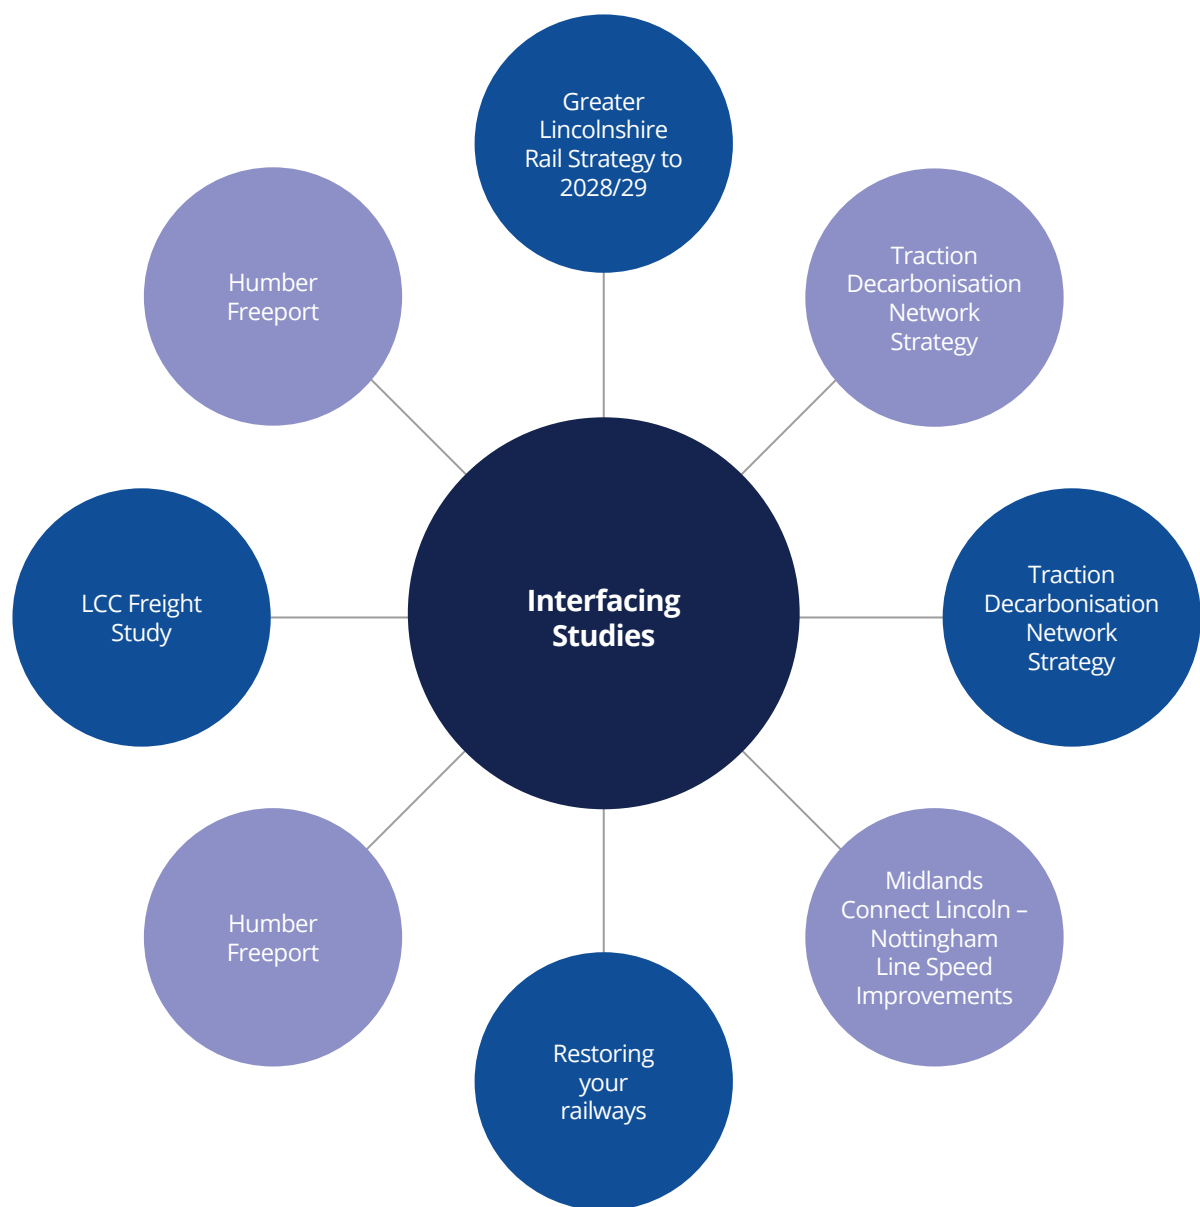 Greater
Lincolnshire
Rail Strategy to
2028/29
Humber
Freeport
Traction
Decarbonisation
Network
Strategy
LCC Freight
Study
Interfacing
Studies
Traction
Decarbonisation
Network
Strategy
Humber
Freeport
Midlands
Connect Lincoln –
Nottingham
Line Speed
Improvements
Restoring
your
railways